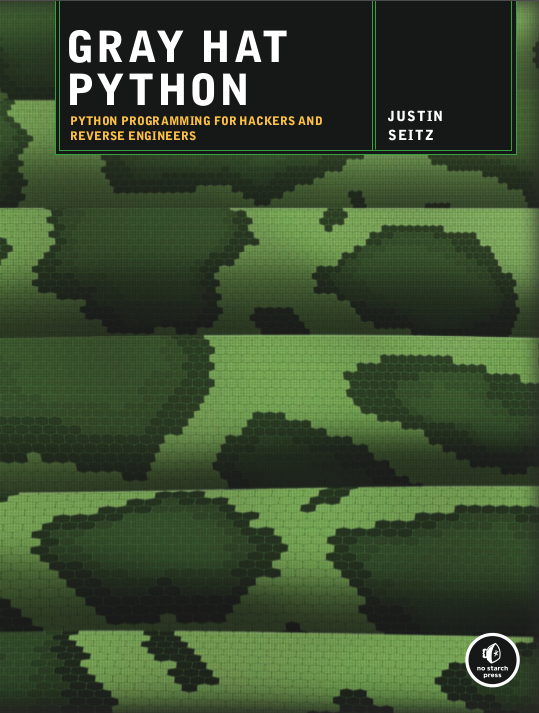 GRAY HAT
PYTHON
PYTHON PROGRAMMING FOR HACKERS AND
REVERSE ENGINEERS
JUSTIN
SEITZ
no starch
press